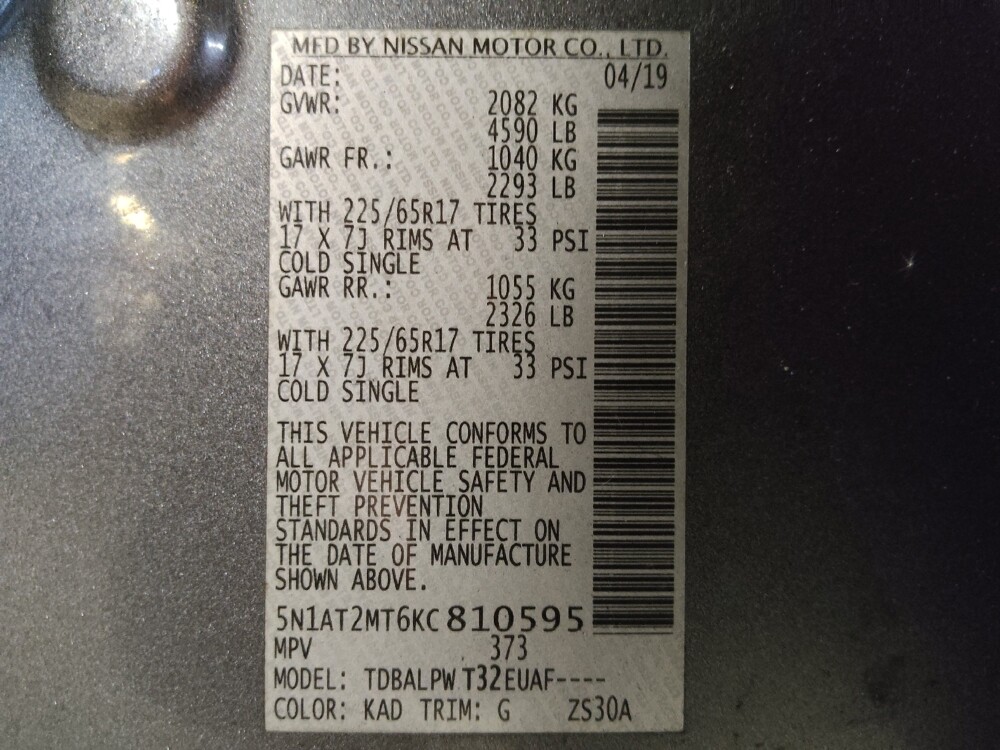 MFD BY NISSAN MOTOR CO., LTD.
DATE: 04/19
GVWR: 2082 KG
4590 LB
GAWR FR.: 1040 KG
2293 LB
WITH 225/65R17 TIRES
17 X 7J RIMS AT 33 PSI
COLD SINGLE
GAWR RR.: 1055 KG
2326 LB
WITH 225/65R17 TIRES
17 X 7J RIMS AT 33 PSI
COLD SINGLE
THIS VEHICLE CONFORMS TO
ALL APPLICABLE FEDERAL
MOTOR VEHICLE SAFETY AND
THEFT PREVENTION
STANDARDS IN EFFECT ON
THE DATE OF MANUFACTURE
SHOWN ABOVE.
5N1AT2MT6KC810595
MPV 373
MODEL: TDBALPW T32EUAF----
COLOR: KAD TRIM: G ZS30A